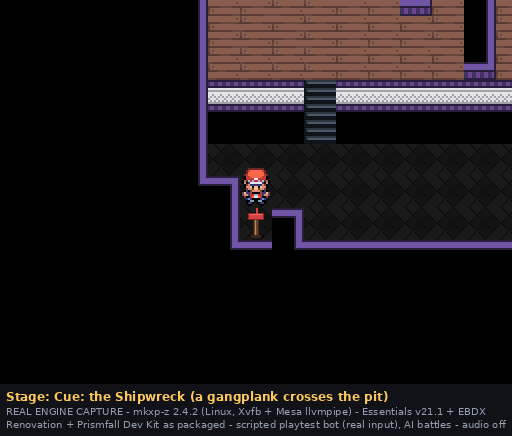 Stage: Cue: the Shipwreck (a gangplank crosses the pit)
REAL ENGINE CAPTURE - mkxp-z 2.4.2 (Linux, Xvfb + Mesa llvmpipe) - Essentials v21.1 + EBDX
Renovation + Prismfall Dev Kit as packaged - scripted playtest bot (real input), AI battles - audio off